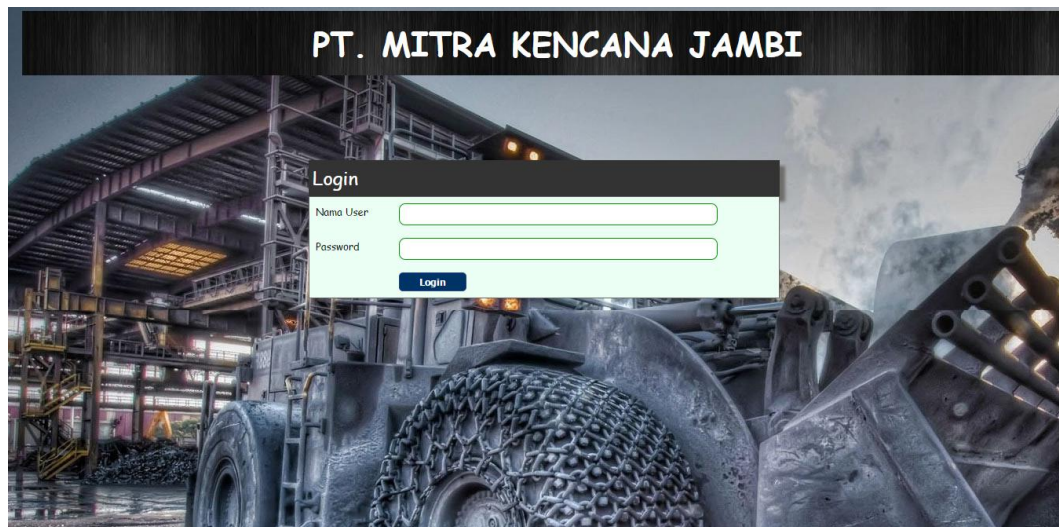 PT. MITRA KENCANA JAMBI
Login
Nama User
Password
Login